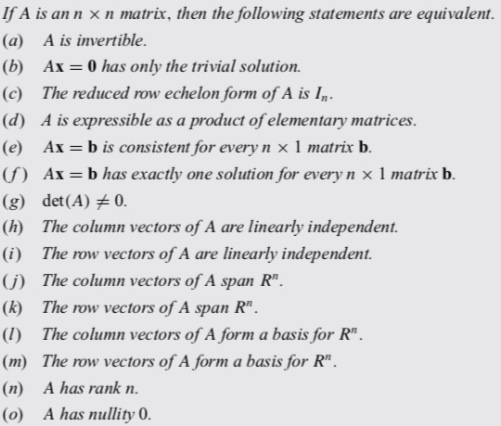 If A is an n × n matrix, then the following statements are equivalent.
(a) A is invertible.
(b) Ax = 0 has only the trivial solution.
(c) The reduced row echelon form of A is Iₙ.
(d) A is expressible as a product of elementary matrices.
(e) Ax = b is consistent for every n × 1 matrix b.
(f) Ax = b has exactly one solution for every n × 1 matrix b.
(g) det(A) ≠ 0.
(h) The column vectors of A are linearly independent.
(i) The row vectors of A are linearly independent.
(j) The column vectors of A span Rⁿ.
(k) The row vectors of A span Rⁿ.
(l) The column vectors of A form a basis for Rⁿ.
(m) The row vectors of A form a basis for Rⁿ.
(n) A has rank n.
(o) A has nullity 0.